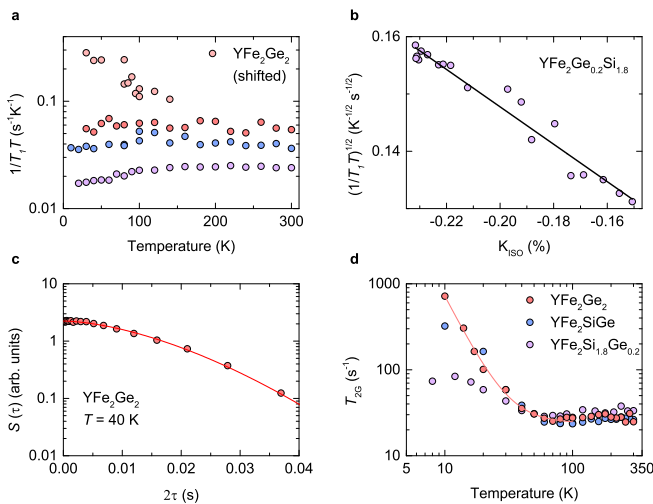 a
1/T₁T (s⁻¹K⁻¹)
0.1
0.01
0
100
200
300
Temperature (K)
YFe₂Ge₂
(shifted)
b
(1/T₁T)^1/2 (K^-1/2 s^-1/2)
0.16
0.14
-0.22
-0.20
-0.18
-0.16
K_ISO (%)
YFe₂Ge₀.₂Si₁.₈
c
S (τ) (arb. units)
10
1
0.1
0.01
0.00
0.01
0.02
0.03
0.04
2τ (s)
YFe₂Ge₂
T = 40 K
d
T₂G (s⁻¹)
1000
100
10
5
10
100
350
Temperature (K)
YFe₂Ge₂
YFe₂SiGe
YFe₂Si₁.₈Ge₀.₂